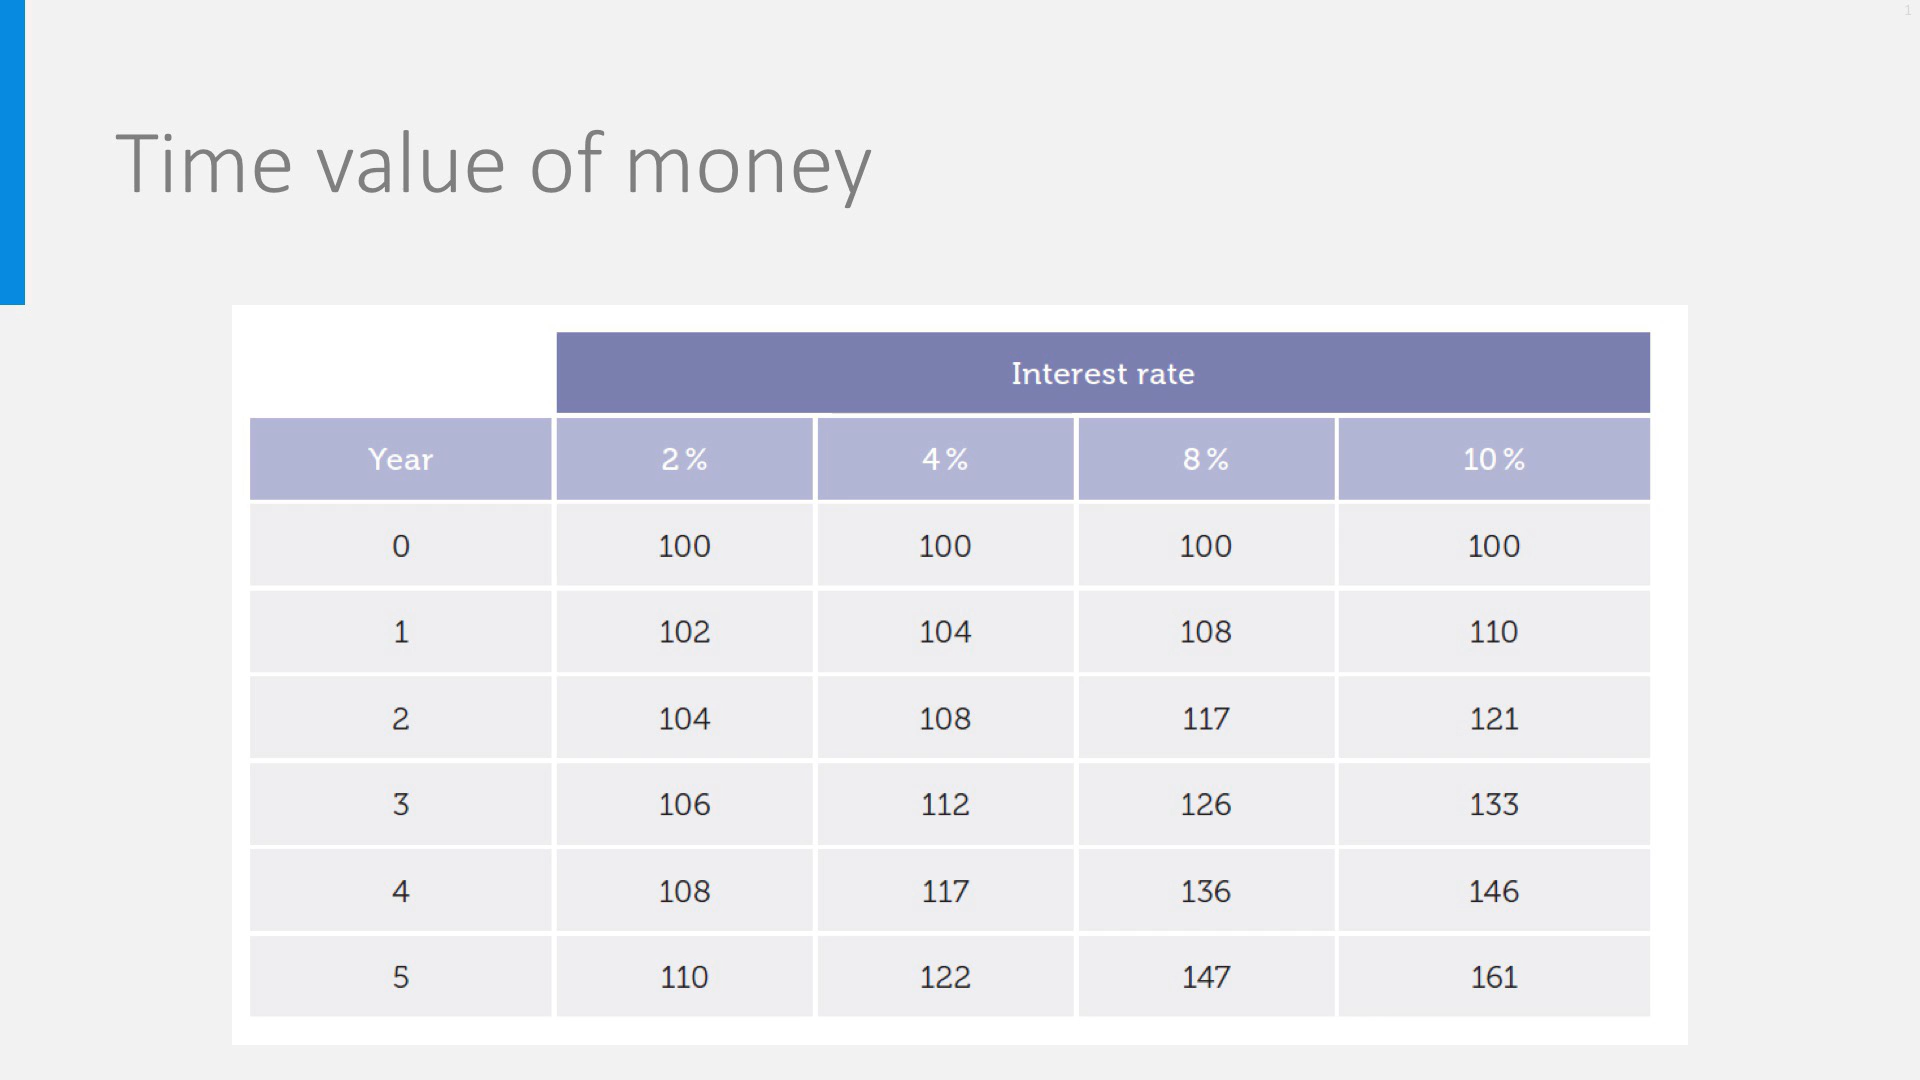 1
Time value of money
Interest rate
Year 2% 4% 8% 10%
0 100 100 100 100
1 102 104 108 110
2 104 108 117 121
3 106 112 126 133
4 108 117 136 146
5 110 122 147 161